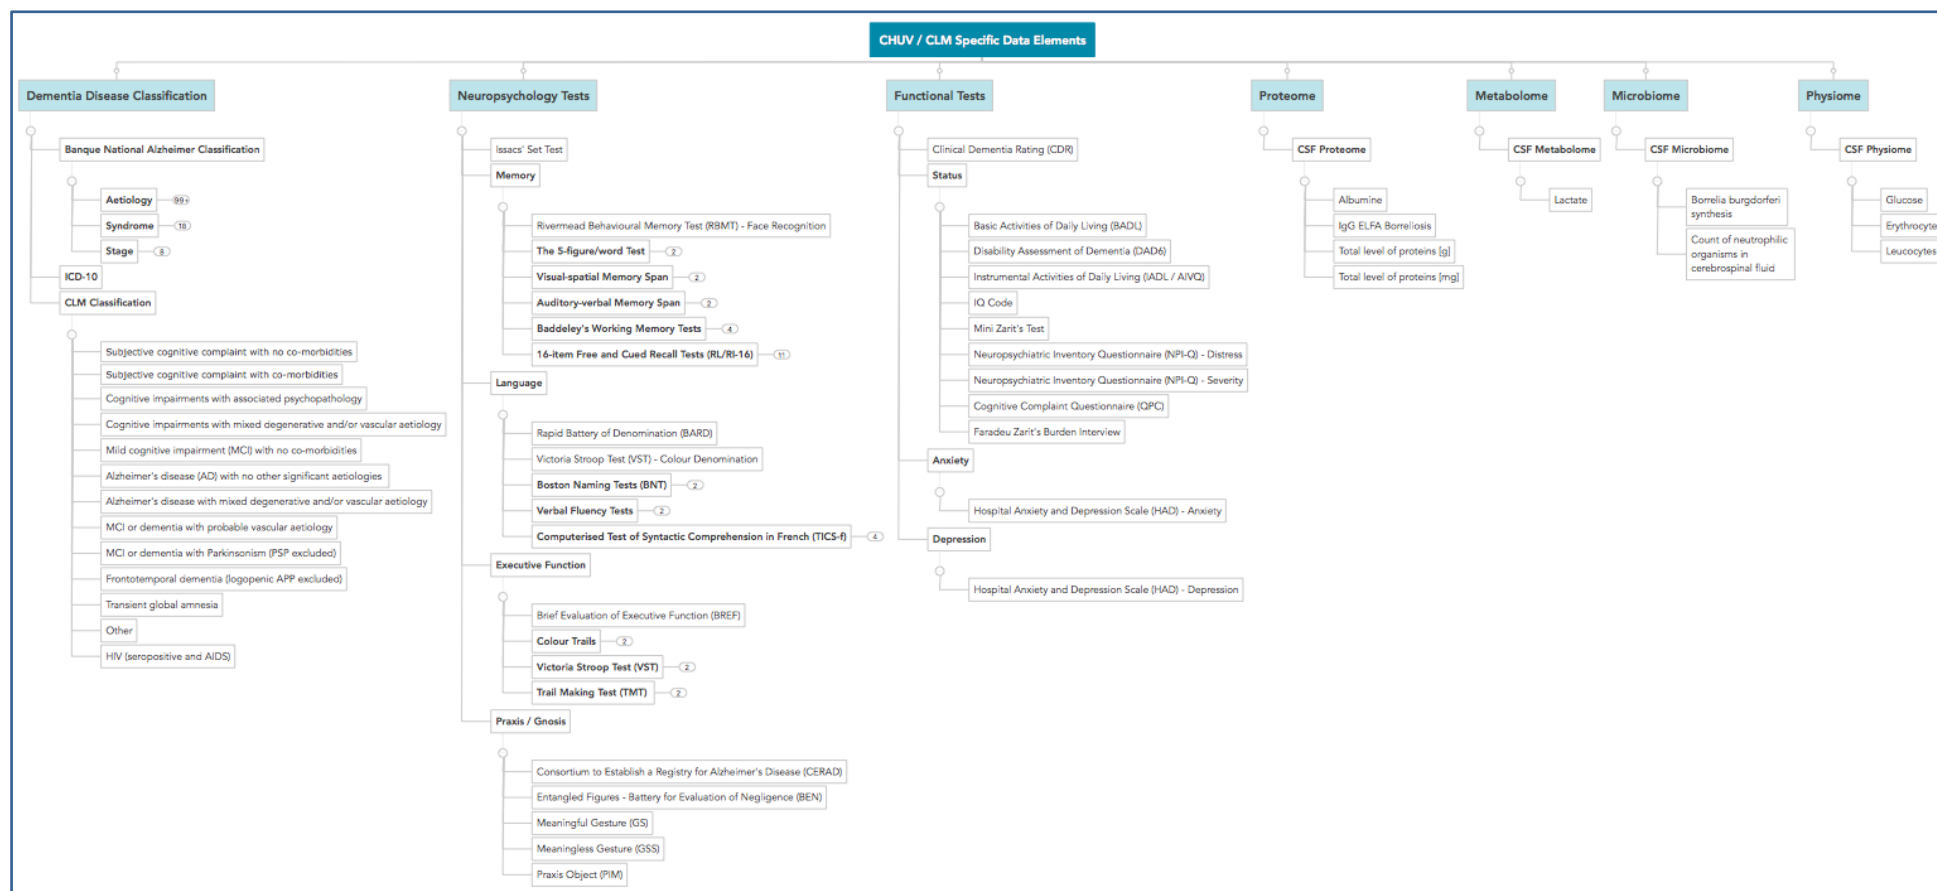 CHUV / CLM Specific Data Elements
Dementia Disease Classification
Banque National Alzheimer Classification
Aetiology 99+
Syndrome 18
Stage 8
ICD-10
CLM Classification
Subjective cognitive complaint with no co-morbidities
Subjective cognitive complaint with co-morbidities
Cognitive impairments with associated psychopathology
Cognitive impairments with mixed degenerative and/or vascular aetiology
Mild cognitive impairment (MCI) with no co-morbidities
Alzheimer's disease (AD) with no other significant aetiologies
Alzheimer's disease with mixed degenerative and/or vascular aetiology
MCI or dementia with probable vascular aetiology
MCI or dementia with Parkinsonism (PSP excluded)
Frontotemporal dementia (logopenic APP excluded)
Transient global amnesia
Other
HIV (seropositive and AIDS)
Neuropsychology Tests
Issacs' Set Test
Memory
Rivermead Behavioural Memory Test (RBMT) - Face Recognition
The 5-figure/word Test 2
Visual-spatial Memory Span 2
Auditory-verbal Memory Span 2
Baddeley's Working Memory Tests 4
16-item Free and Cued Recall Tests (RL/RI-16) 11
Language
Rapid Battery of Denomination (BARD)
Victoria Stroop Test (VST) - Colour Denomination
Boston Naming Tests (BNT) 2
Verbal Fluency Tests 2
Computerised Test of Syntactic Comprehension in French (TICS-f) 4
Executive Function
Brief Evaluation of Executive Function (BREF)
Colour Trails 2
Victoria Stroop Test (VST) 2
Trail Making Test (TMT) 2
Praxis / Gnosis
Consortium to Establish a Registry for Alzheimer's Disease (CERAD)
Entangled Figures - Battery for Evaluation of Negligence (BEN)
Meaningful Gesture (GS)
Meaningless Gesture (GSS)
Praxis Object (PIM)
Functional Tests
Clinical Dementia Rating (CDR)
Status
Basic Activities of Daily Living (BADL)
Disability Assessment of Dementia (DAD6)
Instrumental Activities of Daily Living (IADL / AIVQ)
IQ Code
Mini Zarit's Test
Neuropsychiatric Inventory Questionnaire (NPI-Q) - Distress
Neuropsychiatric Inventory Questionnaire (NPI-Q) - Severity
Cognitive Complaint Questionnaire (QPC)
Faradeu Zarit's Burden Interview
Anxiety
Hospital Anxiety and Depression Scale (HAD) - Anxiety
Depression
Hospital Anxiety and Depression Scale (HAD) - Depression
Proteome
CSF Proteome
Albumine
IgG ELFA Borreliosis
Total level of proteins [g]
Total level of proteins [mg]
Metabolome
CSF Metabolome
Lactate
Microbiome
CSF Microbiome
Borrelia burgdorferi
synthesis
Count of neutrophilic
organisms in
cerebrospinal fluid
Physiome
CSF Physiome
Glucose
Erythrocyte
Leucocytes